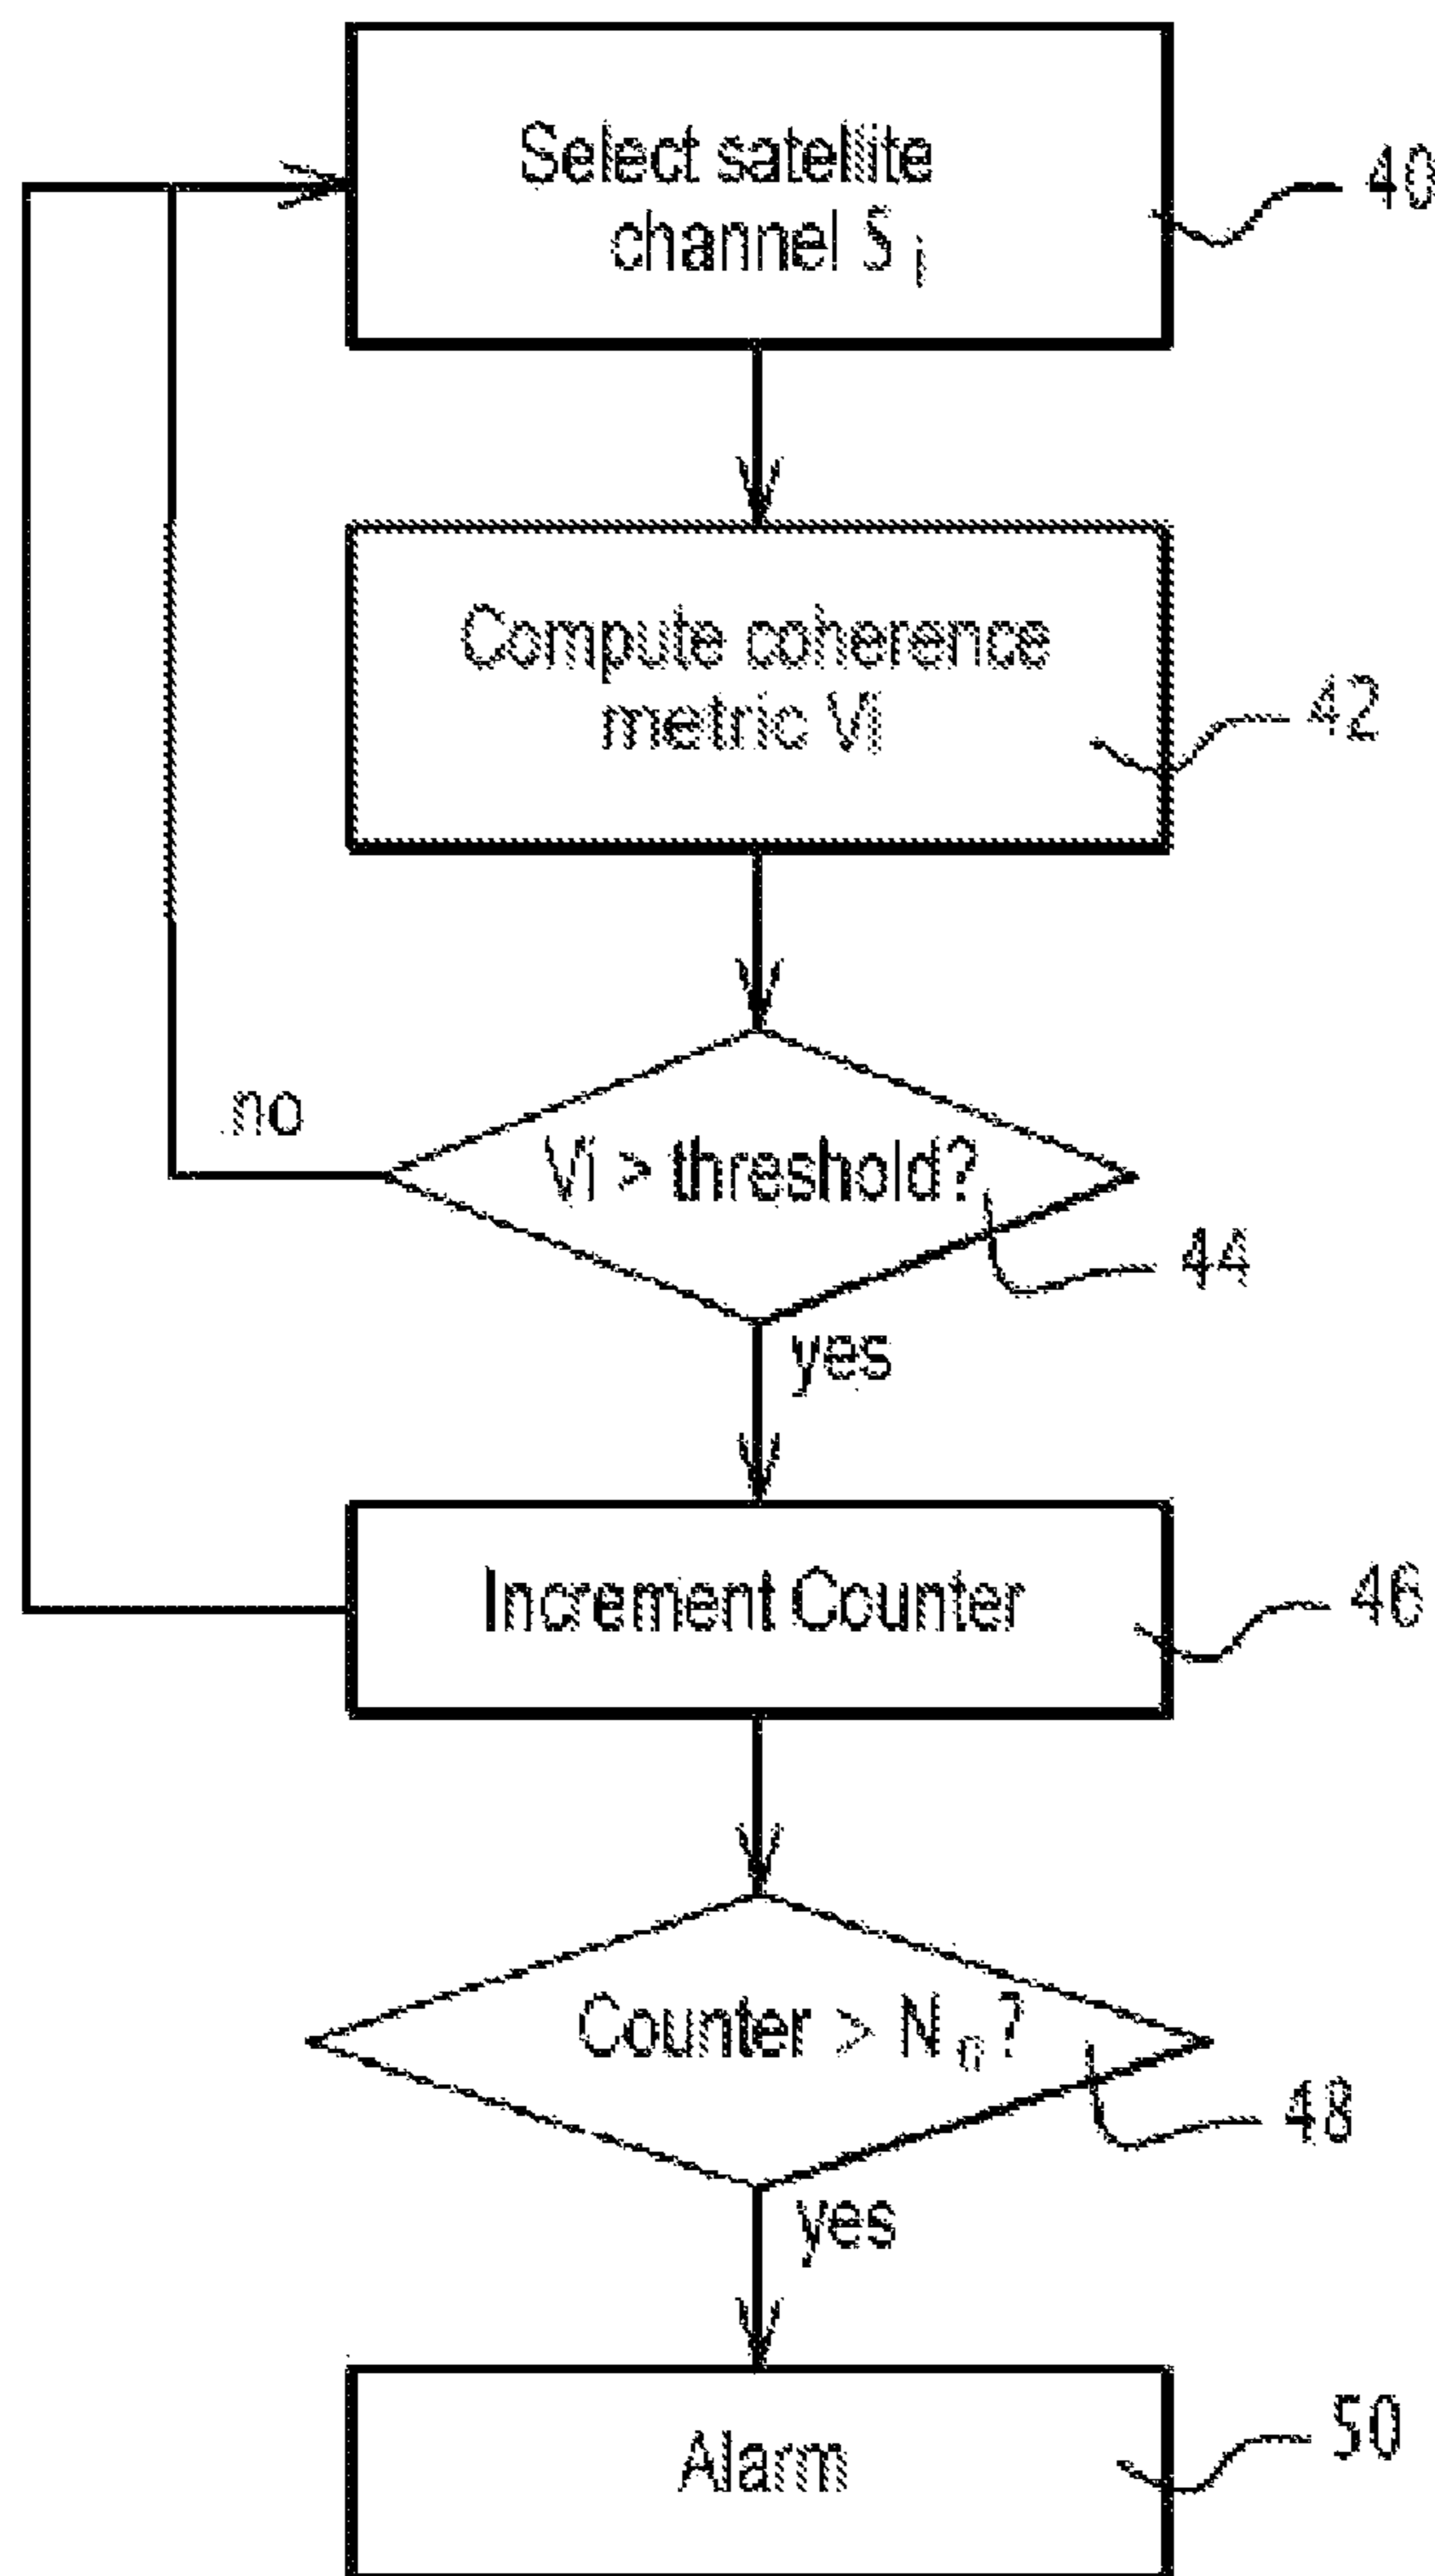 Select satellite
channel S i
40
Compute coherence
metric Vi
42
no
Vi > threshold?
44
yes
Increment Counter
46
Counter > N n ?
48
yes
Alarm
50